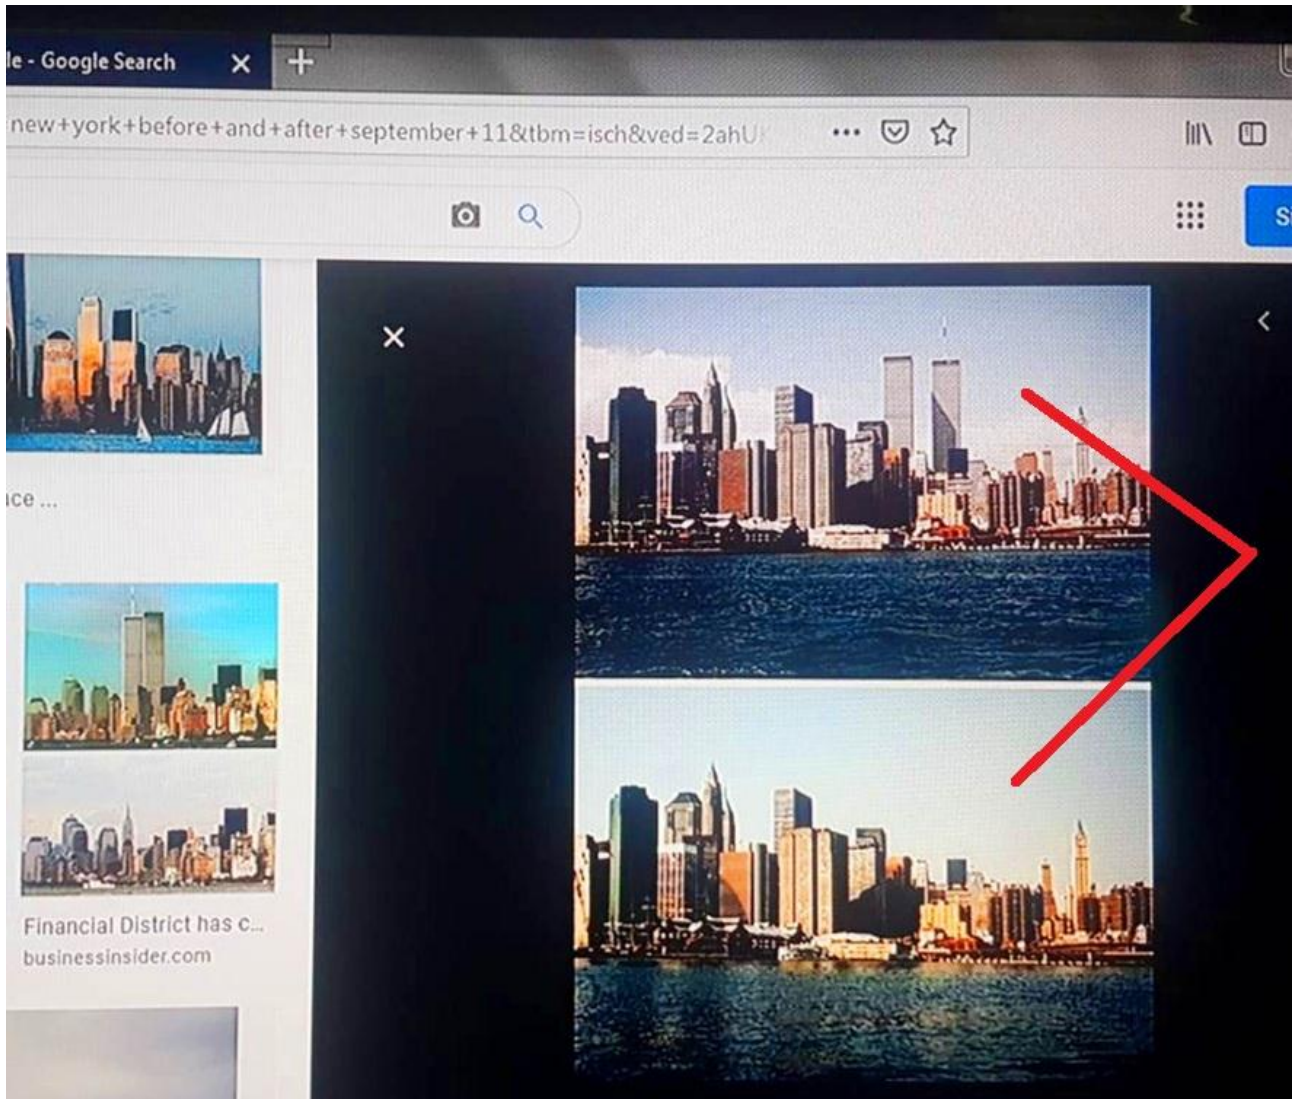 le - Google Search
new+york+before+and+after+september+11&tbm=isch&ved=2ahU
ce ...
Financial District has c...
businessinsider.com